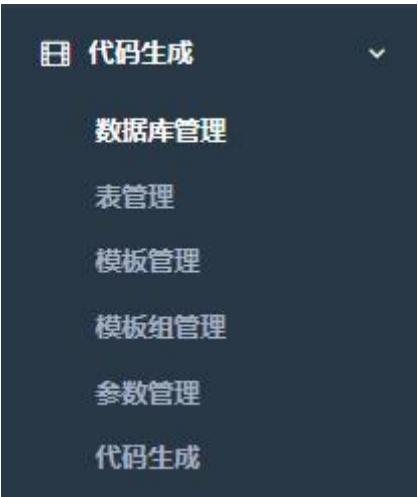 代码生成
数据库管理
表管理
模板管理
模板组管理
参数管理
代码生成